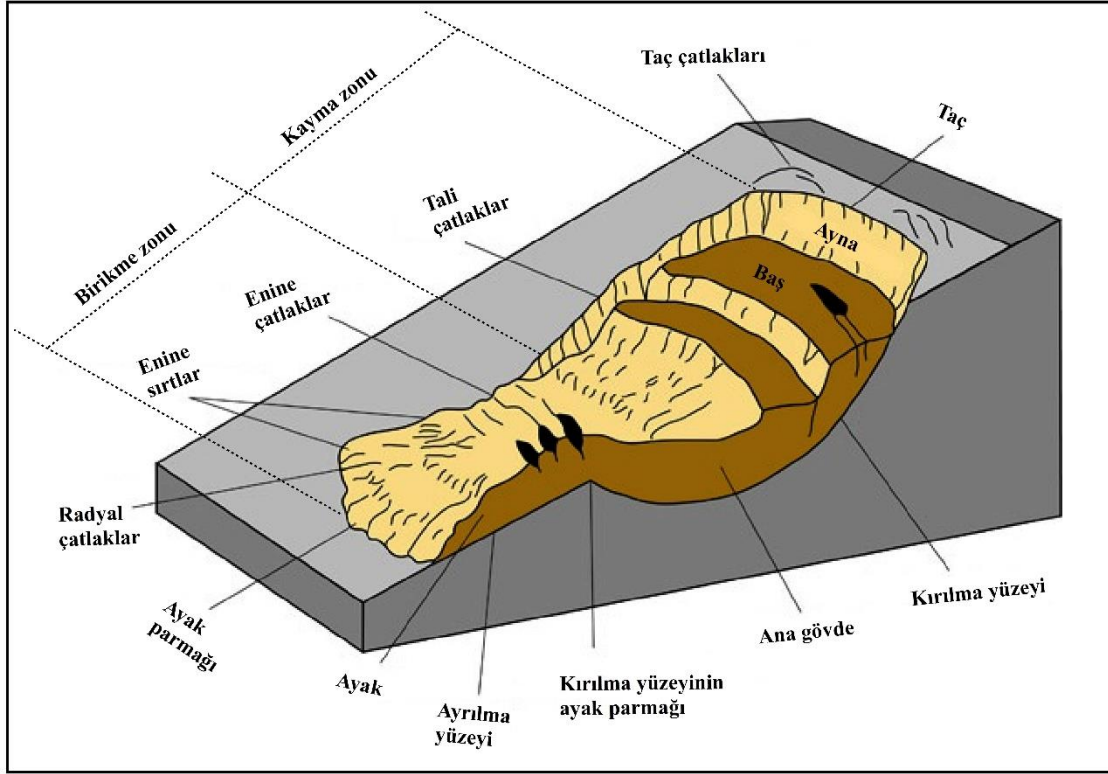 Taç çatlakları
Taç
Kayma zonu
Tali
çatlaklar
Ayna
Birikme zonu
Baş
Enine
çatlaklar
Enine
sırtlar
Radyal
çatlaklar
Kırılma yüzeyi
Ayak
parmağı
Ana gövde
Ayak
Kırılma yüzeyinin
ayak parmağı
Ayrılma
yüzeyi